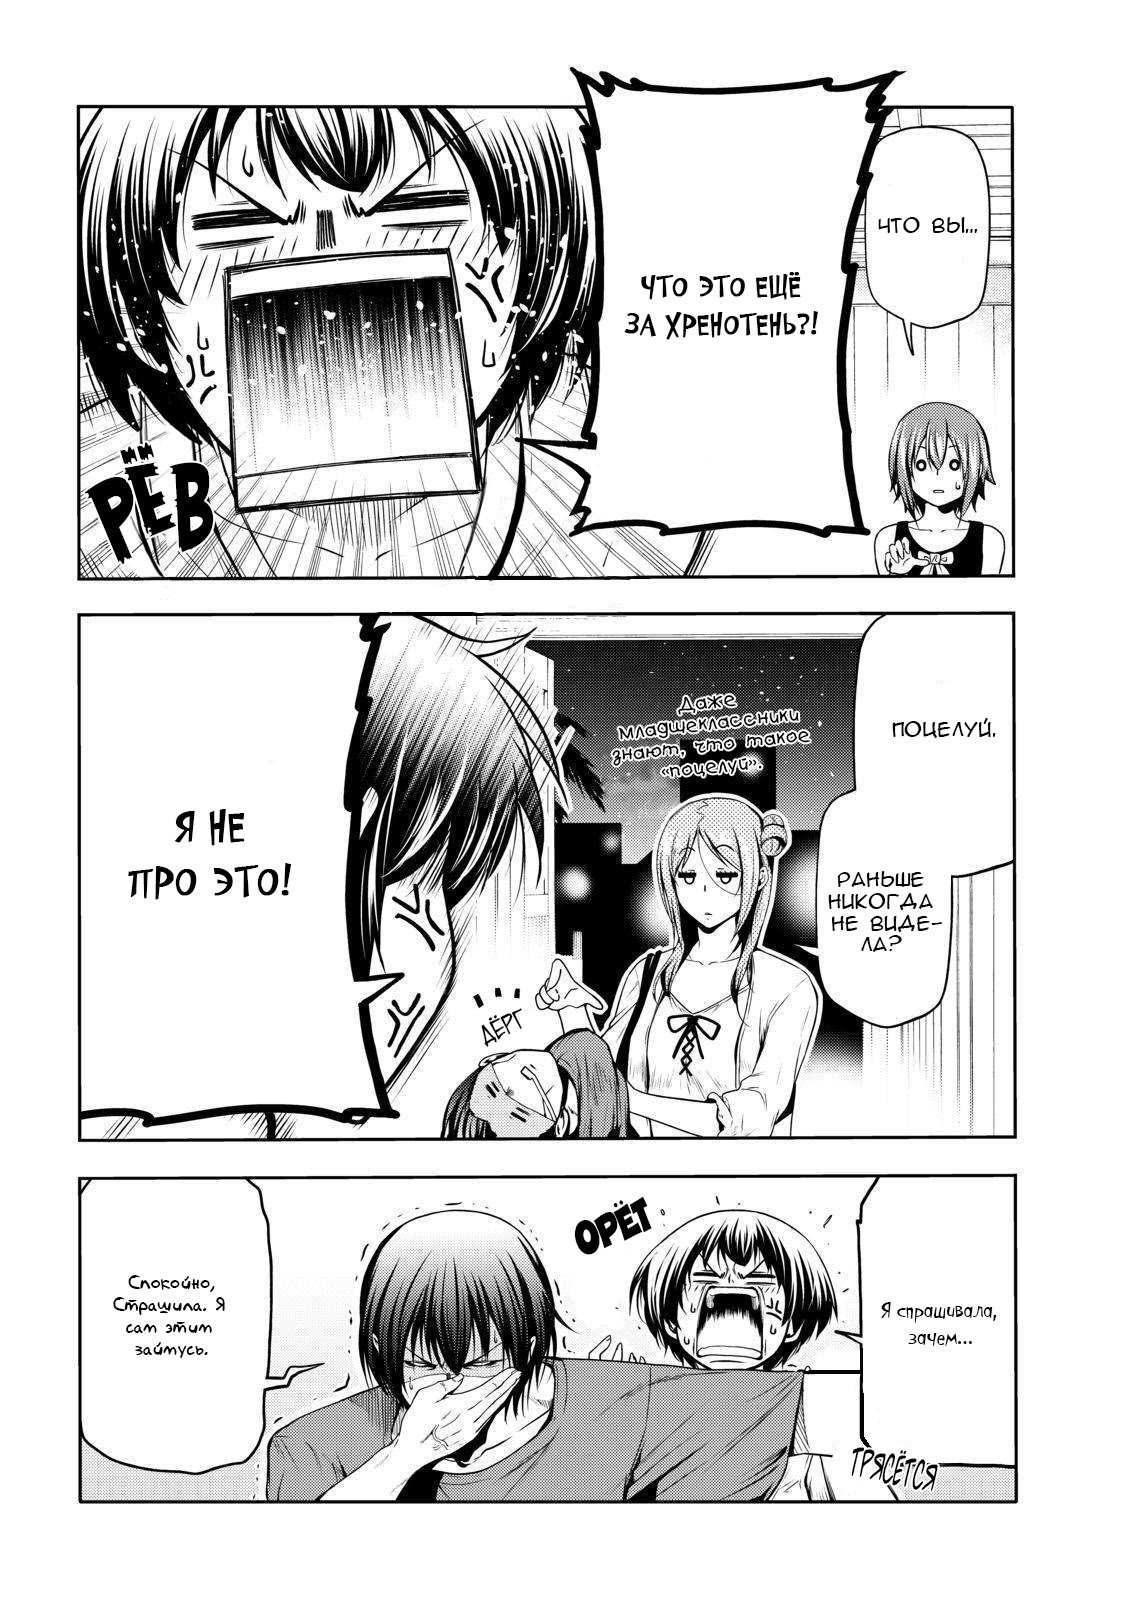 ЧТО ВЫ...
ЧТО ЭТО ЕЩЁ
ЗА ХРЕНОТЕНЬ?!
РЁВ
ПОЦЕЛУЙ.
РАНЬШЕ
НИКОГДА
НЕ ВИДЕ-
ЛА?
Даже
младшеклассники
знают, что такое
«поцелуй».
ДЁРГ
Я НЕ
ПРО ЭТО!
Я спрашивала,
зачем...
ОРЁТ
ТРЯСЁТСЯ
Спокойно,
Страшила. Я
сам этим
займусь.